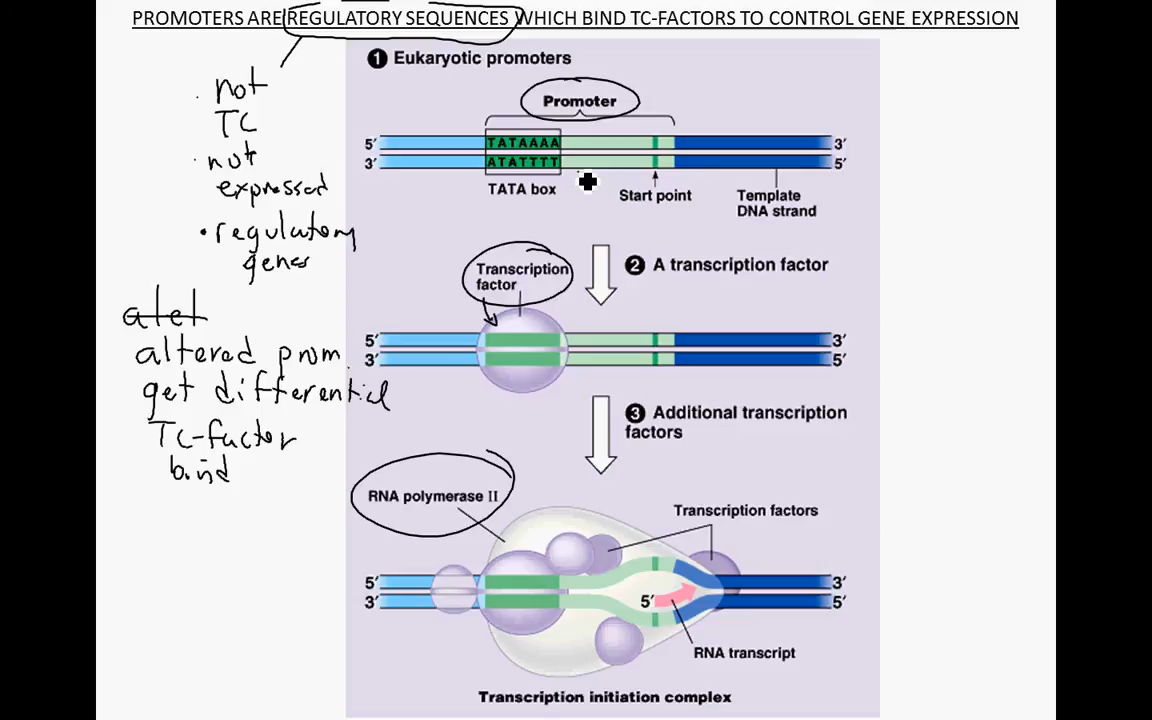 PROMOTERS ARE REGULATORY SEQUENCES WHICH BIND TC-FACTORS TO CONTROL GENE EXPRESSION
not
TC
not
expressed
• regulatory
genes
altered prom.
get differential
TC-factor
bind
1 Eukaryotic promoters
Promoter
5′ TATAAAA 3′
3′ ATATTTT 5′
TATA box
Start point
Template
DNA strand
2 A transcription factor
Transcription
factor
5′ 3′
3′ 5′
3 Additional transcription
factors
RNA polymerase II
Transcription factors
5′ 3′
3′ 5′ 5′
RNA transcript
Transcription initiation complex